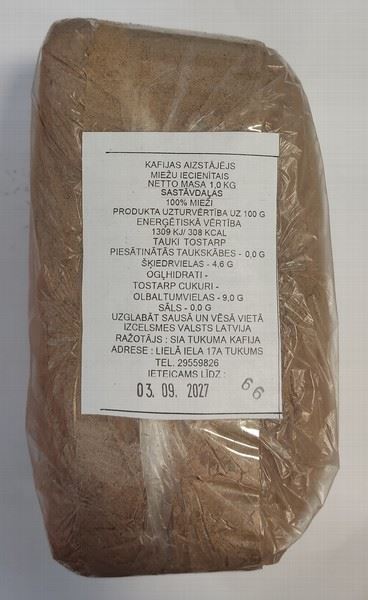 KAFIJAS AIZSTĀJĒJS
MIEŽU IECIENĪTAIS
NETTO MASA 1,0 KG
SASTĀVDAĻAS
100% MIEŽI
PRODUKTA UZTURVĒRTĪBA UZ 100 G
ENERĢĒTISKĀ VĒRTĪBA
1309 KJ/ 308 KCAL
TAUKI TOSTARP
PIESĀTINĀTĀS TAUKSKĀBES - 0,0 G
ŠĶIEDRVIELAS - 4,6 G
OGĻHIDRATI -
TOSTARP CUKURI -
OLBALTUMVIELAS - 9,0 G
SĀLS - 0,0 G
UZGLABĀT SAUSĀ UN VĒSĀ VIETĀ
IZCELSMES VALSTS LATVIJA
RAŽOTĀJS : SIA TUKUMA KAFIJA
ADRESE : LIELĀ IELA 17A TUKUMS
TEL. 29559826
IETEICAMS LĪDZ :
03. 09. 2027
66